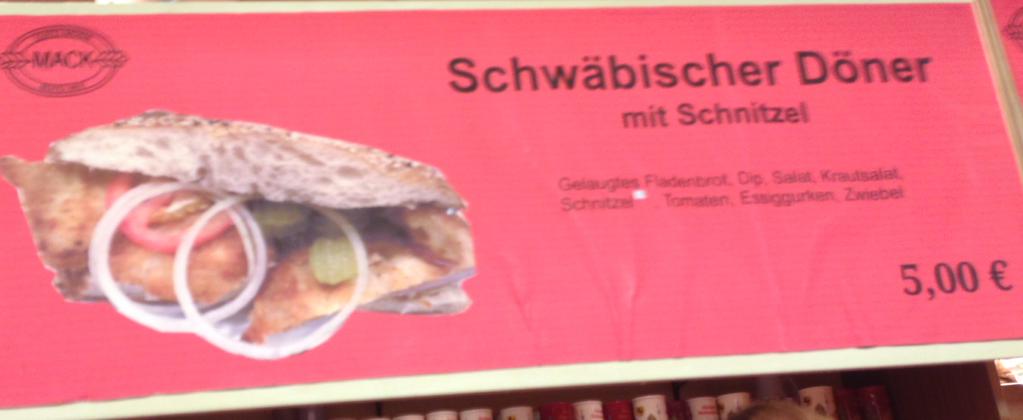 MACK
Schwäbischer Döner
mit Schnitzel
Gelaugtes Fladenbrot, Dip, Salat, Krautsalat,
Schnitzel , Tomaten, Essiggurken, Zwiebel
5,00 €